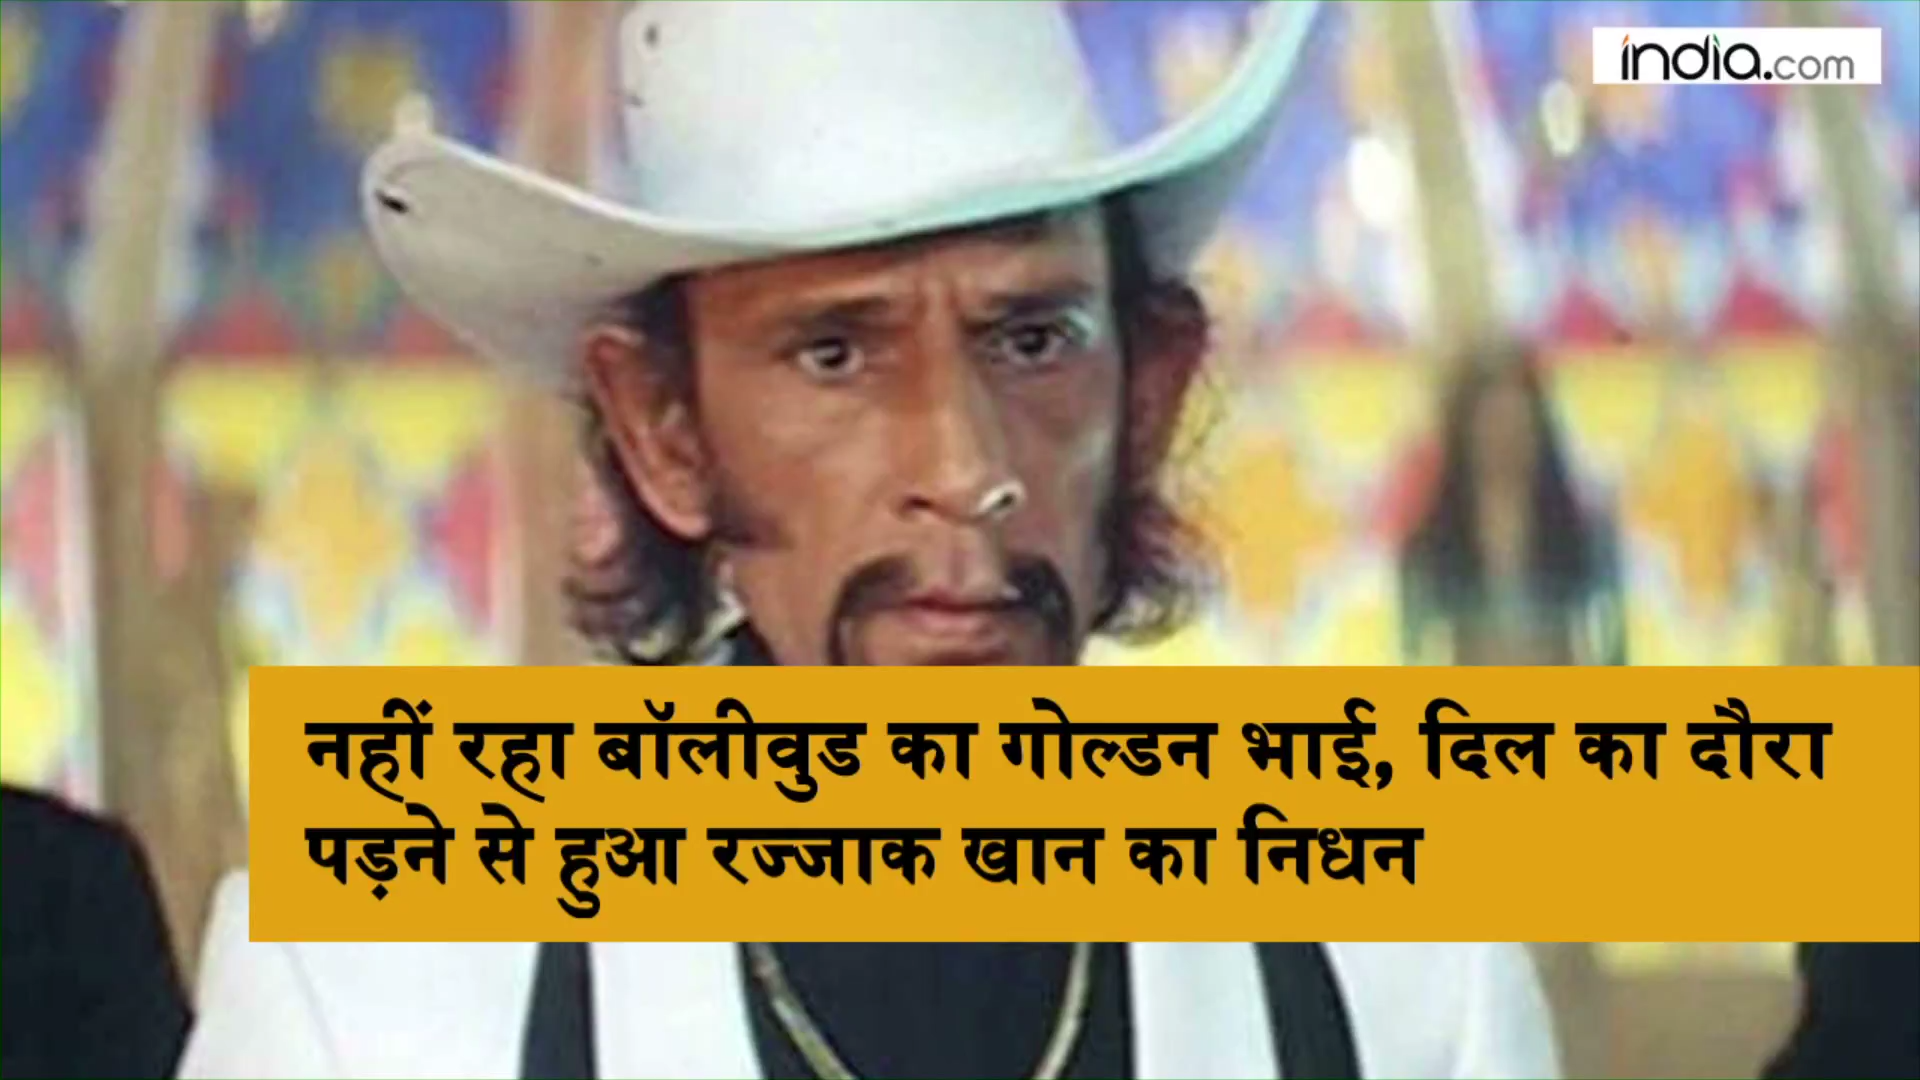 india.com
नहीं रहा बॉलीवुड का गोल्डन भाई, दिल का दौरा
पड़ने से हुआ रज्जाक खान का निधन